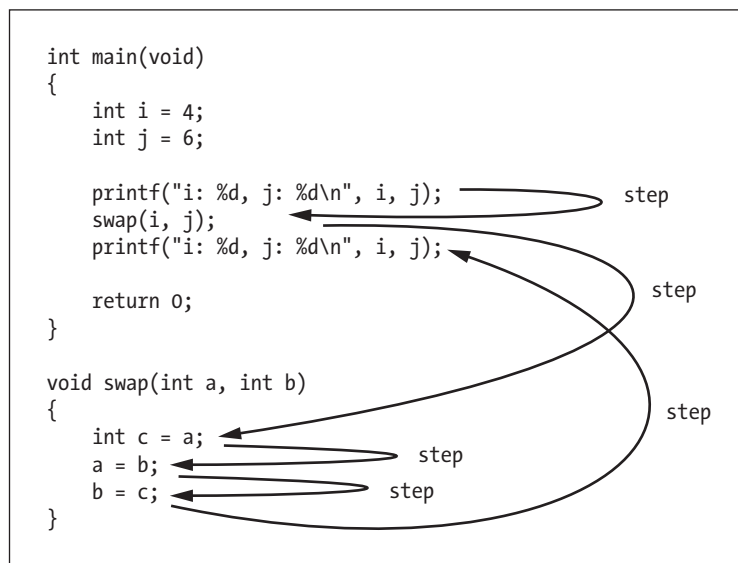 int main(void)
{
    int i = 4;
    int j = 6;
    printf("i: %d, j: %d\n", i, j);
step
    swap(i, j);
    printf("i: %d, j: %d\n", i, j);
step
    return 0;
}
void swap(int a, int b)
{
step
    int c = a;
step
    a = b;
step
    b = c;
}